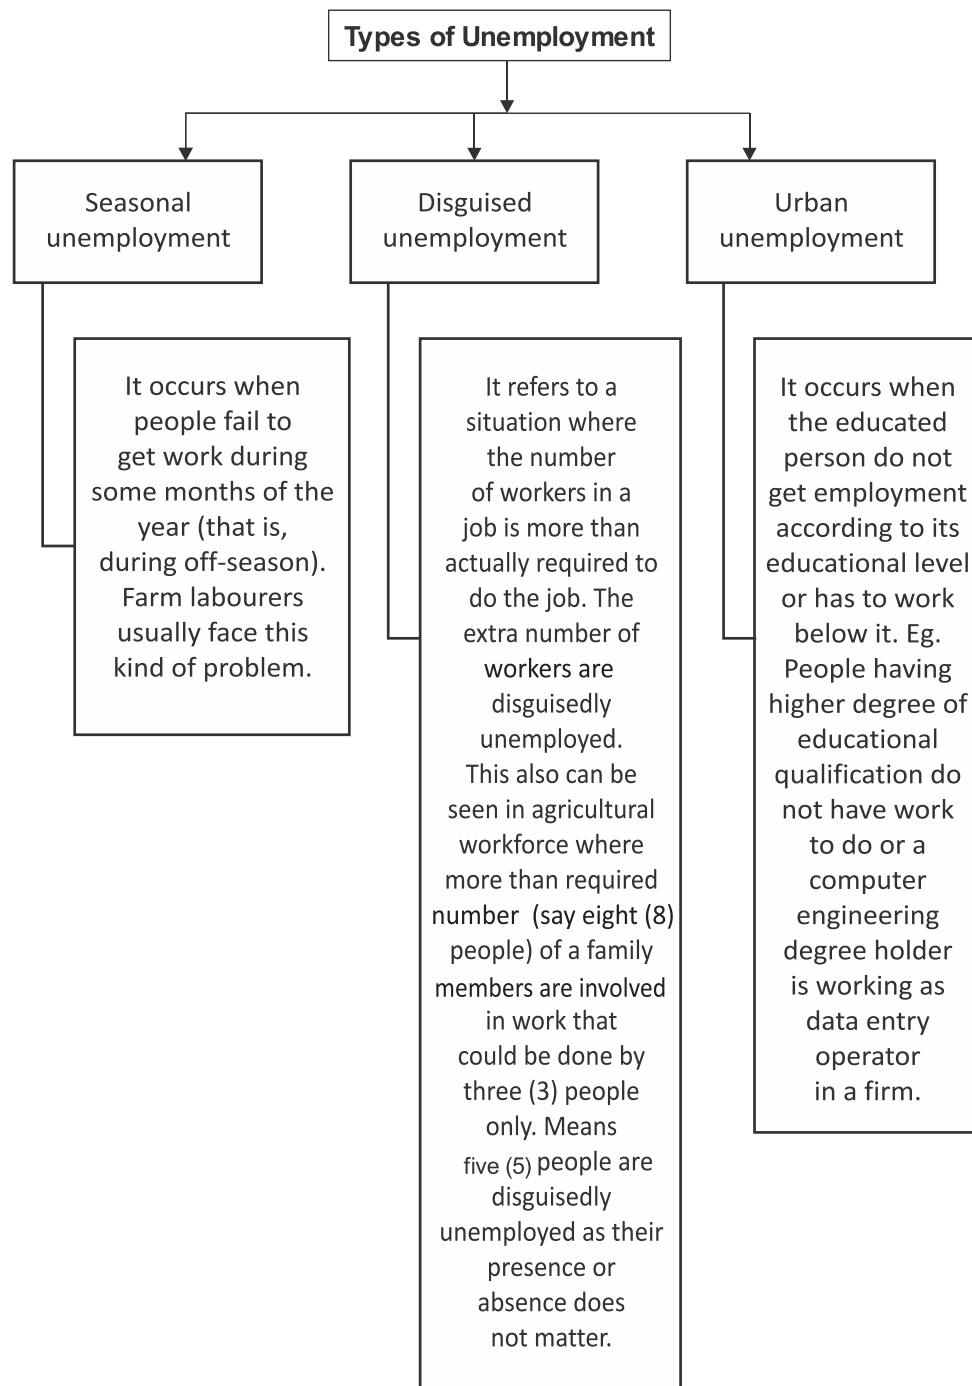 Types of Unemployment
Seasonal
unemployment
It occurs when
people fail to
get work during
some months of the
year (that is,
during off-season).
Farm labourers
usually face this
kind of problem.
Disguised
unemployment
It refers to a
situation where
the number
of workers in a
job is more than
actually required to
do the job. The
extra number of
workers are
disguisedly
unemployed.
This also can be
seen in agricultural
workforce where
more than required
number (say eight (8)
people) of a family
members are involved
in work that
could be done by
three (3) people
only. Means
five (5) people are
disguisedly
unemployed as their
presence or
absence does
not matter.
Urban
unemployment
It occurs when
the educated
person do not
get employment
according to its
educational level
or has to work
below it. Eg.
People having
higher degree of
educational
qualification do
not have work
to do or a
computer
engineering
degree holder
is working as
data entry
operator
in a firm.